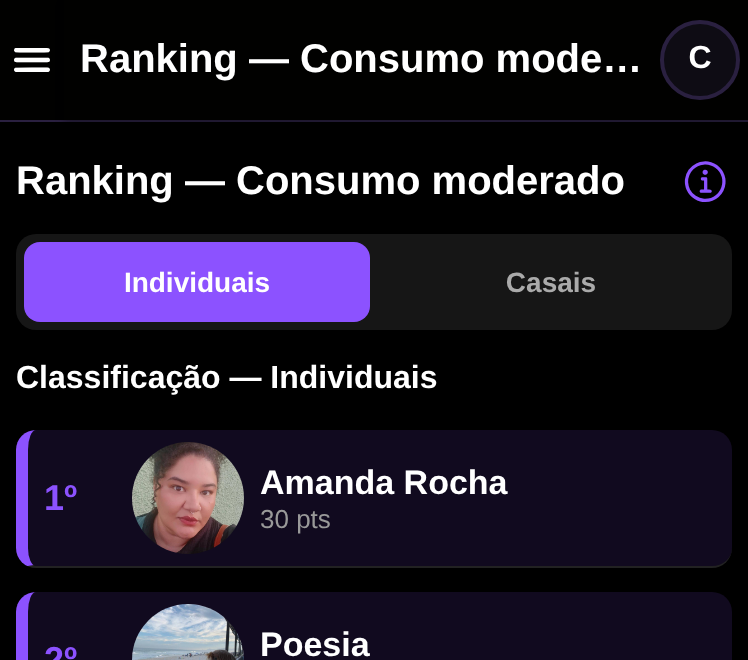 Ranking — Consumo mode…
C
Ranking — Consumo moderado
Individuais
Casais
Classificação — Individuais
1º
Amanda Rocha
30 pts
2º
Poesia